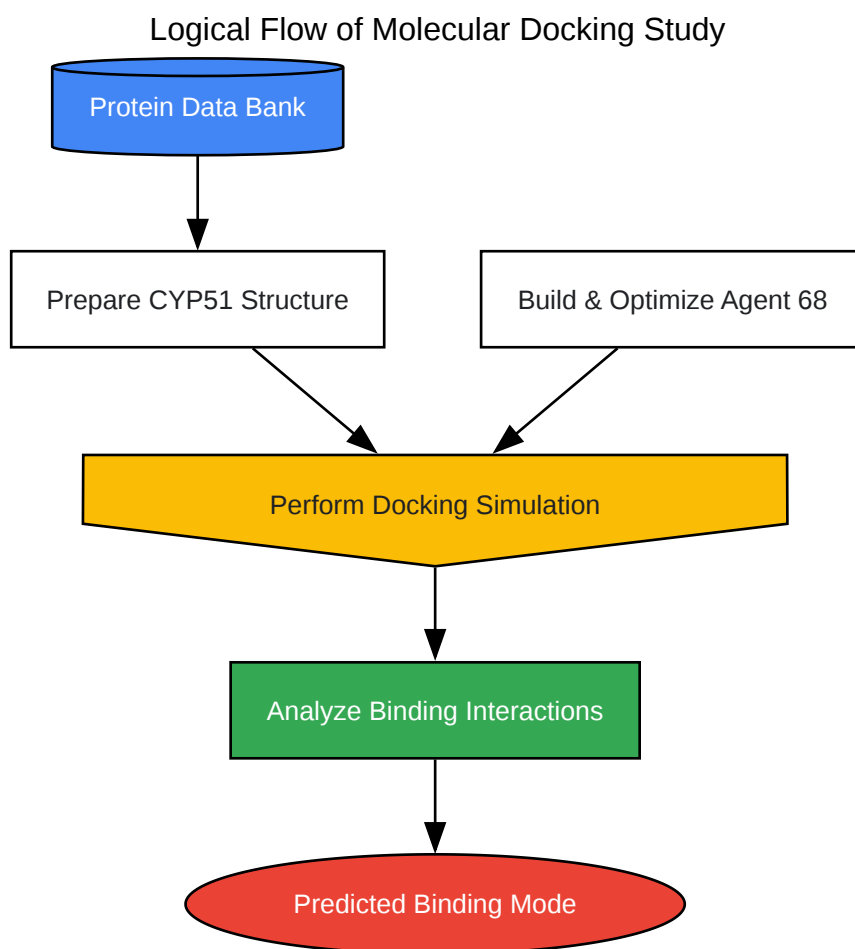 Logical Flow of Molecular Docking Study
Protein Data Bank
Prepare CYP51 Structure
Build & Optimize Agent 68
Perform Docking Simulation
Analyze Binding Interactions
Predicted Binding Mode